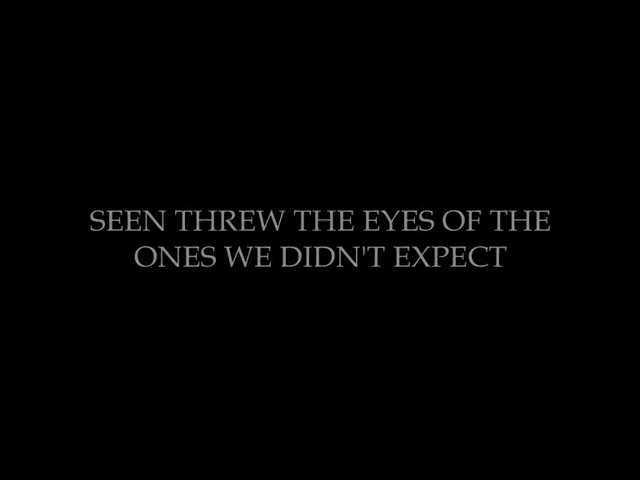 SEEN THREW THE EYES OF THE
ONES WE DIDN'T EXPECT